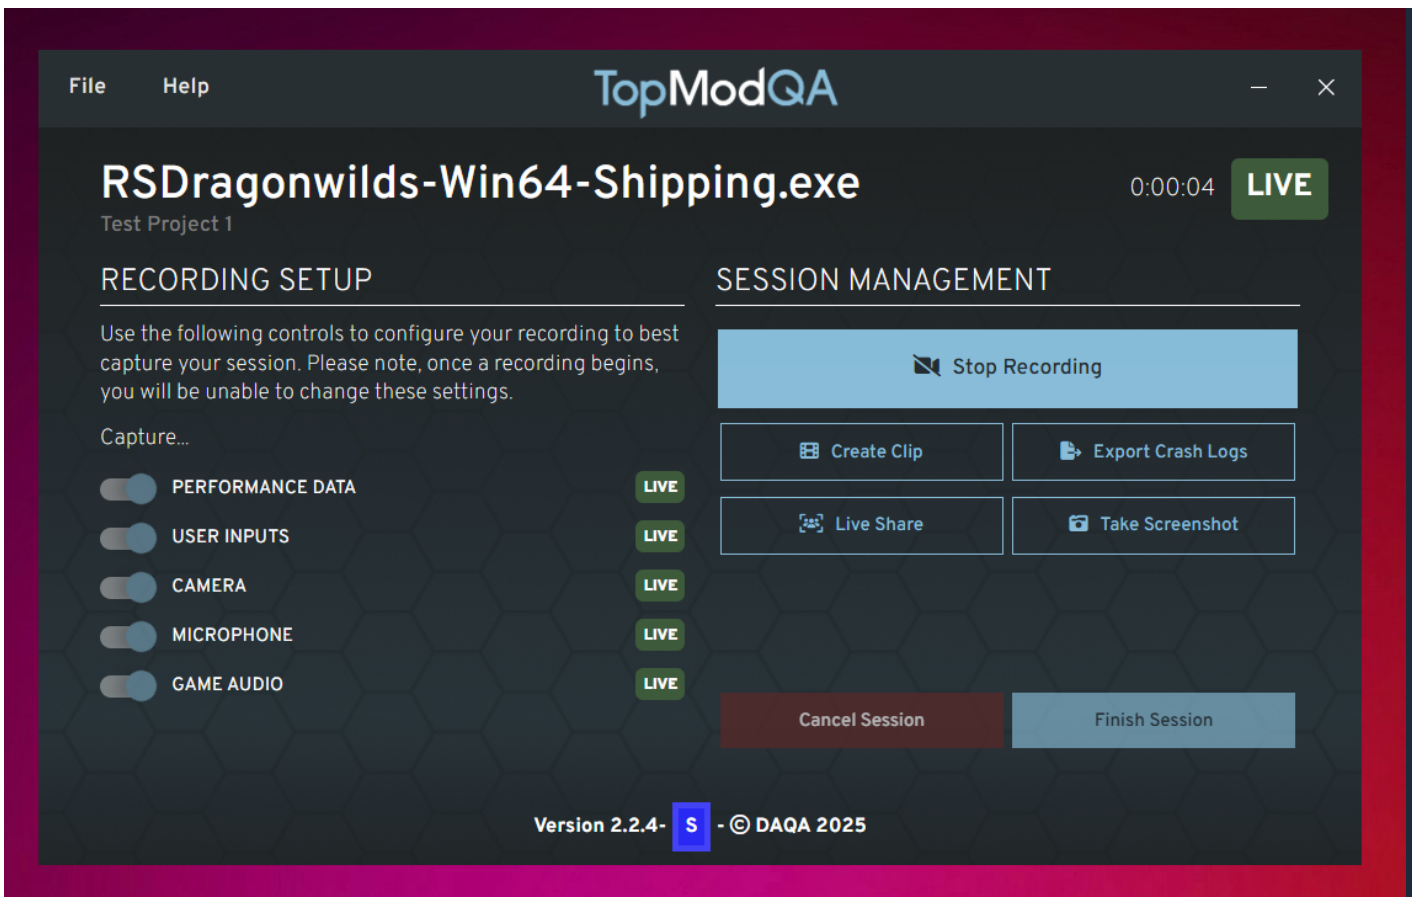 File Help TopModQA
RSDragonwilds-Win64-Shipping.exe
0:00:04 LIVE
Test Project 1
RECORDING SETUP
Use the following controls to configure your recording to best
capture your session. Please note, once a recording begins,
you will be unable to change these settings.
Capture...
PERFORMANCE DATA LIVE
USER INPUTS LIVE
CAMERA LIVE
MICROPHONE LIVE
GAME AUDIO LIVE
SESSION MANAGEMENT
Stop Recording
Create Clip
Export Crash Logs
Live Share
Take Screenshot
Cancel Session
Finish Session
Version 2.2.4- S - © DAQA 2025